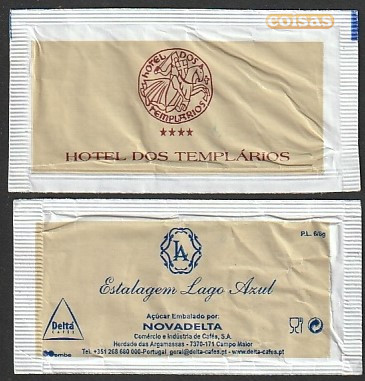 coisas
HOTEL DOS TEMPLÁRIOS
HOTEL DOS TEMPLÁRIOS
LA
P.L. 6/8g
Estalagem Lago Azul
Açúcar Embalado por:
NOVADELTA
Comércio e Indústria de Cafés, S.A.
Herdade das Argamassas - 7370-171 Campo Maior
Tel. +351 268 680 000-Portugal geral@delta-cafes.pt www.delta-cafes.pt
Delta
CAFÉS